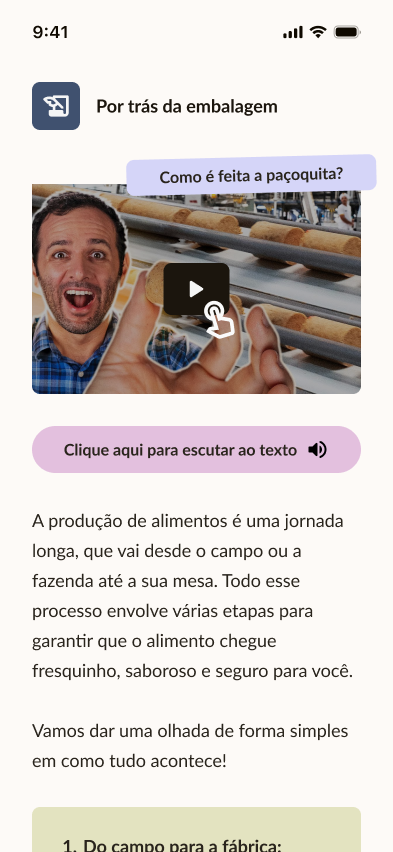 9:41
Por trás da embalagem
Como é feita a paçoquita?
Clique aqui para escutar ao texto
A produção de alimentos é uma jornada
longa, que vai desde o campo ou a
fazenda até a sua mesa. Todo esse
processo envolve várias etapas para
garantir que o alimento chegue
fresquinho, saboroso e seguro para você.
Vamos dar uma olhada de forma simples
em como tudo acontece!
1. Do campo para a fábrica: